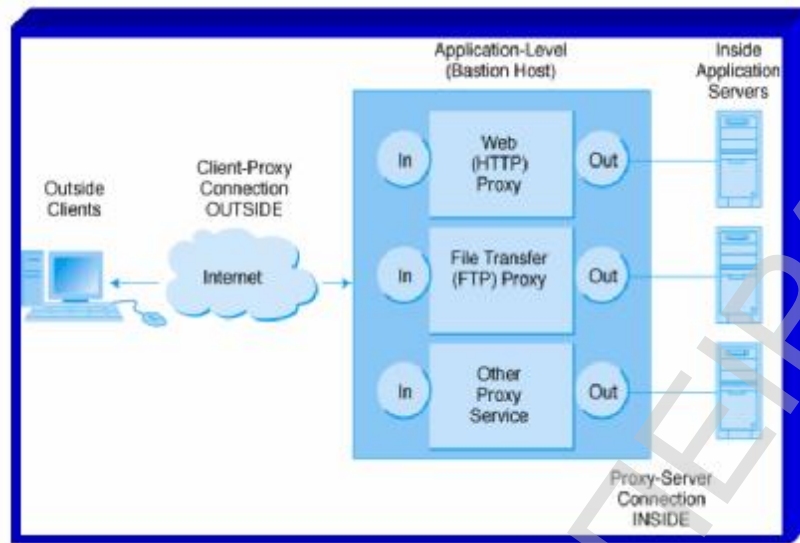 Application-Level
(Bastion Host)
Inside
Application
Servers
Outside
Clients
Client-Proxy
Connection
OUTSIDE
Internet
In
Web
(HTTP)
Proxy
Out
In
File Transfer
(FTP) Proxy
Out
In
Other
Proxy
Service
Out
Proxy-Server
Connection
INSIDE